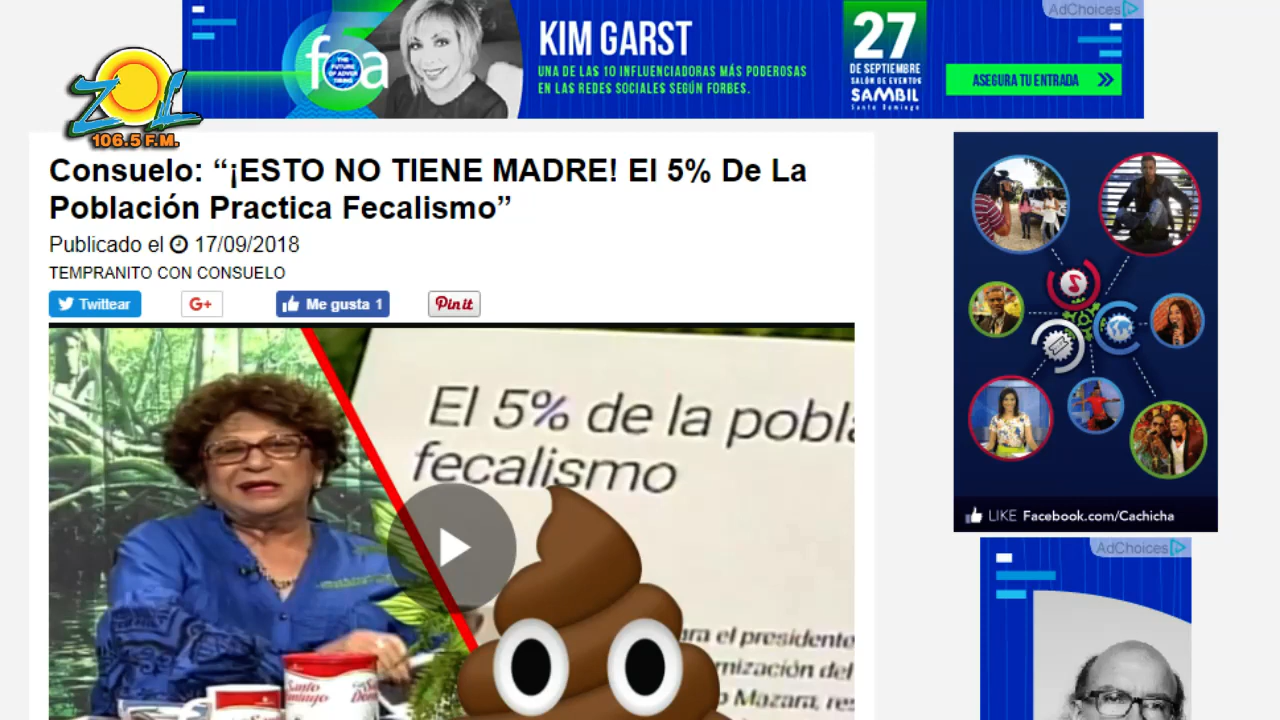 AdChoices
KIM GARST
UNA DE LAS 10 INFLUENCIADORAS MÁS PODEROSAS
EN LAS REDES SOCIALES SEGÚN FORBES.
foa
THE FUTURE OF ADVERTISING
27
DE SEPTIEMBRE
SALÓN DE EVENTOS
SAMBIL
Santo Domingo
ASEGURA TU ENTRADA
ZOL
106.5 F.M.
Consuelo: “¡ESTO NO TIENE MADRE! El 5% De La
Población Practica Fecalismo”
Publicado el 17/09/2018
TEMPRANITO CON CONSUELO
Twittear
G+
Me gusta 1
Pin it
El 5% de la pobla
fecalismo
ara el presidente
rnización del
o Mazara, res
Santo
Domingo
LIKE Facebook.com/Cachicha
AdChoices